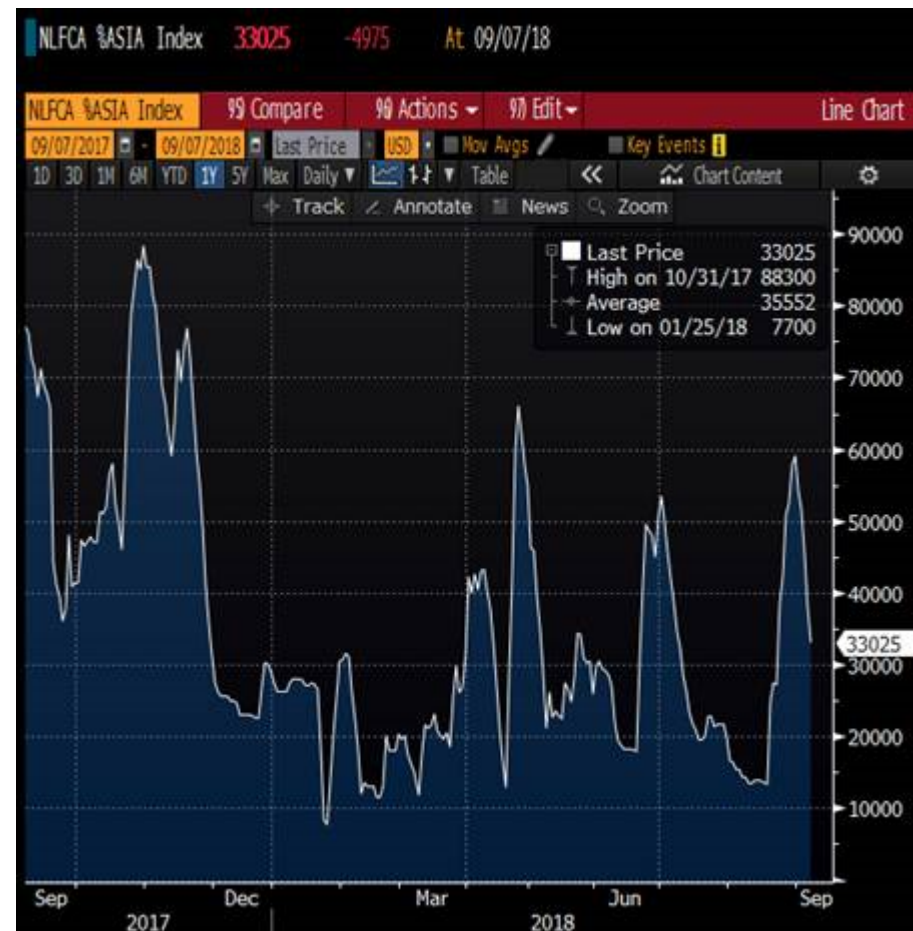 NLFCA %ASIA Index 33025 -4975 At 09/07/18
NLFCA %ASIA Index 99) Compare 96) Actions 97) Edit Line Chart
09/07/2017 - 09/07/2018 Last Price USD Mov Avgs Key Events i
1D 3D 1M 6M YTD 1Y 5Y Max Daily ▼ ▼ Table << Chart Content
Track Annotate News Zoom
Last Price 33025
High on 10/31/17 88300
Average 35552
Low on 01/25/18 7700
90000
80000
70000
60000
50000
40000
33025
30000
20000
10000
Sep Dec Mar Jun Sep
2017 2018